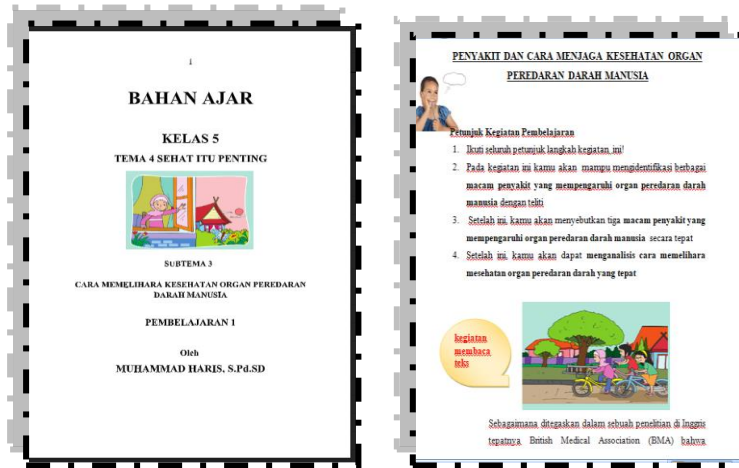 i
BAHAN AJAR
KELAS 5
TEMA 4 SEHAT ITU PENTING
SUBTEMA 3
CARA MEMELIHARA KESEHATAN ORGAN PEREDARAN
DARAH MANUSIA
PEMBELAJARAN 1
Oleh
MUHAMMAD HARIS, S.Pd.SD
PENYAKIT DAN CARA MENJAGA KESEHATAN ORGAN
PEREDARAN DARAH MANUSIA
Petunjuk Kegiatan Pembelajaran
1. Ikuti seluruh petunjuk langkah kegiatan ini!
2. Pada kegiatan ini kamu akan mampu mengidentifikasi berbagai
macam penyakit yang mempengaruhi organ peredaran darah
manusia dengan teliti
3. Setelah ini, kamu akan menyebutkan tiga macam penyakit yang
mempengaruhi organ peredaran darah manusia secara tepat
4. Setelah ini, kamu akan dapat menganalisis cara memelihara
mesehatan organ peredaran darah yang tepat
kegiatan
membaca
teks
Sebagaimana ditegaskan dalam sebuah penelitian di Inggris
tepatnya British Medical Association (BMA) bahwa